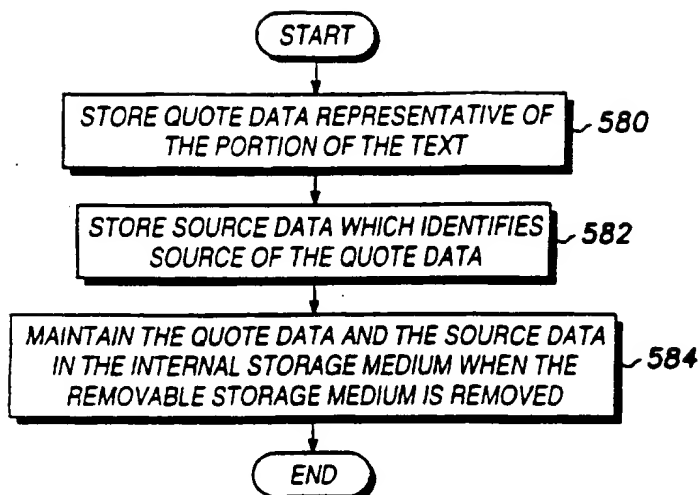 START
STORE QUOTE DATA REPRESENTATIVE OF
THE PORTION OF THE TEXT
580
STORE SOURCE DATA WHICH IDENTIFIES
SOURCE OF THE QUOTE DATA
582
MAINTAIN THE QUOTE DATA AND THE SOURCE DATA
IN THE INTERNAL STORAGE MEDIUM WHEN THE
REMOVABLE STORAGE MEDIUM IS REMOVED
584
END